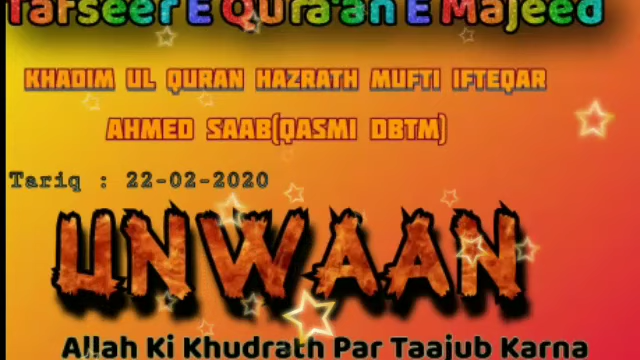 Tafseer E Qura'an E Majeed
KHADIM UL QURAN HAZRATH MUFTI IFTEQAR
AHMED SAAB(QASMI DBTM)
Tariq : 22-02-2020
UNWAAN
Allah Ki Khudrath Par Taajub Karna